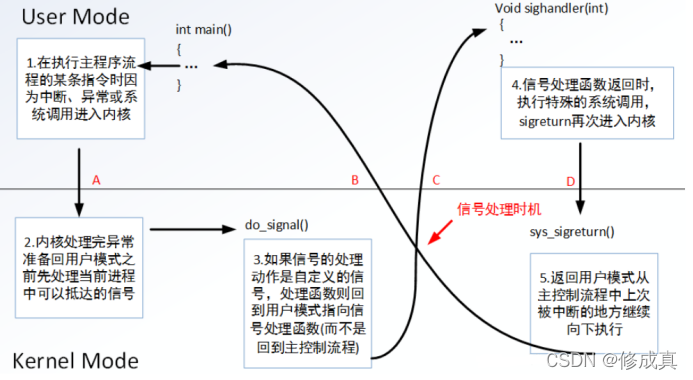 User Mode
int main()
{
...
}
Void sighandler(int)
{
...
}
1.在执行主程序流
程的某条指令时因
为中断、异常或系
统调用进入内核
4.信号处理函数返回时，
执行特殊的系统调用，
sigreturn再次进入内核
A
B
C
D
信号处理时机
do_signal()
sys_sigreturn()
2.内核处理完异常
准备回用户模式之
前先处理当前进程
中可以抵达的信号
3.如果信号的处理
动作是自定义的信
号，处理函数则回
到用户模式指向信
号处理函数(而不是
回到主控制流程)
5.返回用户模式从
主控制流程中上次
被中断的地方继续
向下执行
Kernel Mode
CSDN @修成真